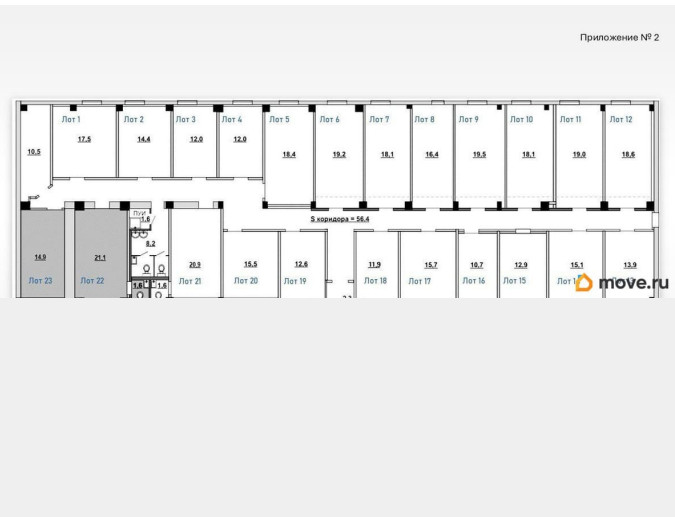 Приложение № 2
Лот 1
Лот 2
Лот 3
Лот 4
Лот 5
Лот 6
Лот 7
Лот 8
Лот 9
Лот 10
Лот 11
Лот 12
10,5
17,5
14,4
12,0
12,0
18,4
19,2
18,1
16,4
19,5
18,1
19,0
18,6
ПУИ
1.6
S коридора = 56.4
8,2
14,9
21,1
20,9
15,5
12,6
11,9
15,7
10,7
12,9
15,1
13,9
Лот 23
Лот 22
Лот 21
Лот 20
Лот 19
Лот 18
Лот 17
Лот 16
Лот 15
Лот
move.ru
1,6
1,6